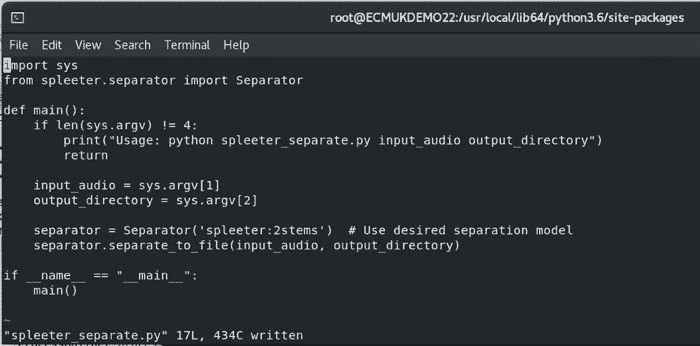 root@ECMUKDEMO22:/usr/local/lib64/python3.6/site-packages
File Edit View Search Terminal Help
import sys
from spleeter.separator import Separator
def main():
    if len(sys.argv) != 4:
        print("Usage: python spleeter_separate.py input_audio output_directory")
        return
    input_audio = sys.argv[1]
    output_directory = sys.argv[2]
    separator = Separator('spleeter:2stems')  # Use desired separation model
    separator.separate_to_file(input_audio, output_directory)
if __name__ == "__main__":
    main()
~
"spleeter_separate.py" 17L, 434C written